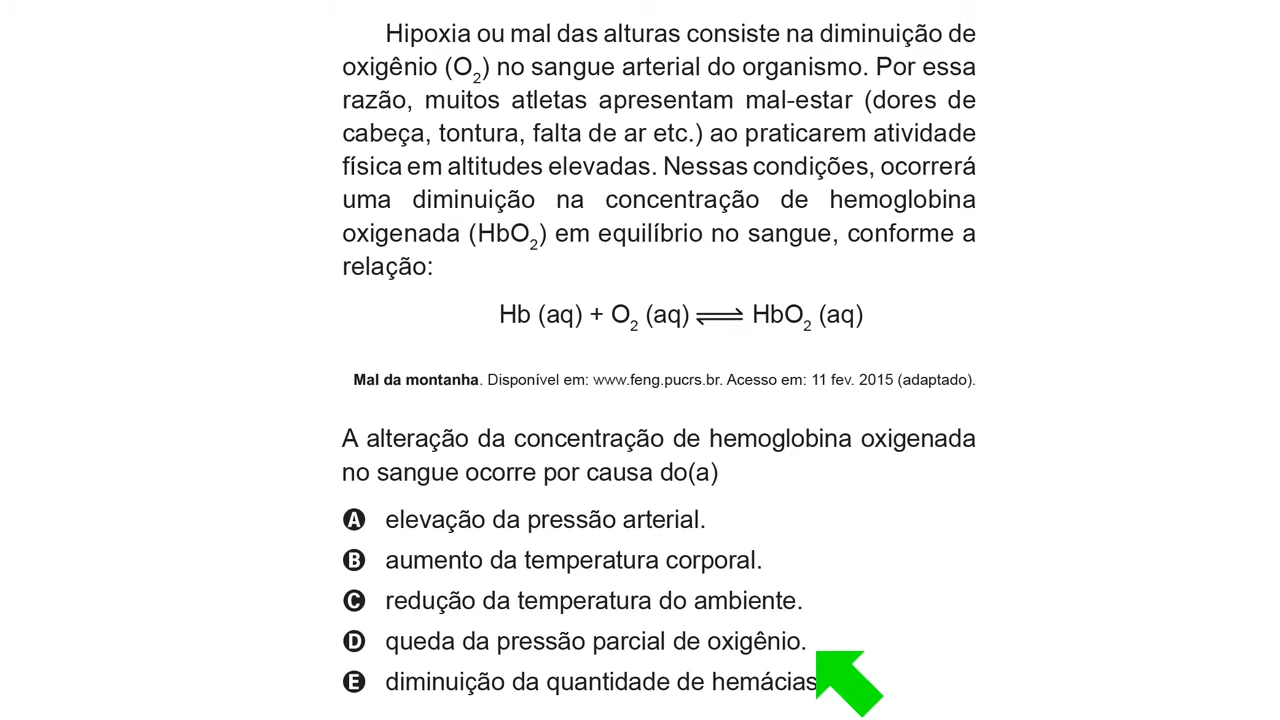 Hipoxia ou mal das alturas consiste na diminuição de
oxigênio (O₂) no sangue arterial do organismo. Por essa
razão, muitos atletas apresentam mal-estar (dores de
cabeça, tontura, falta de ar etc.) ao praticarem atividade
física em altitudes elevadas. Nessas condições, ocorrerá
uma diminuição na concentração de hemoglobina
oxigenada (HbO₂) em equilíbrio no sangue, conforme a
relação:
Hb (aq) + O₂ (aq) ⇌ HbO₂ (aq)
Mal da montanha. Disponível em: www.feng.pucrs.br. Acesso em: 11 fev. 2015 (adaptado).
A alteração da concentração de hemoglobina oxigenada
no sangue ocorre por causa do(a)
A elevação da pressão arterial.
B aumento da temperatura corporal.
C redução da temperatura do ambiente.
D queda da pressão parcial de oxigênio.
E diminuição da quantidade de hemácias